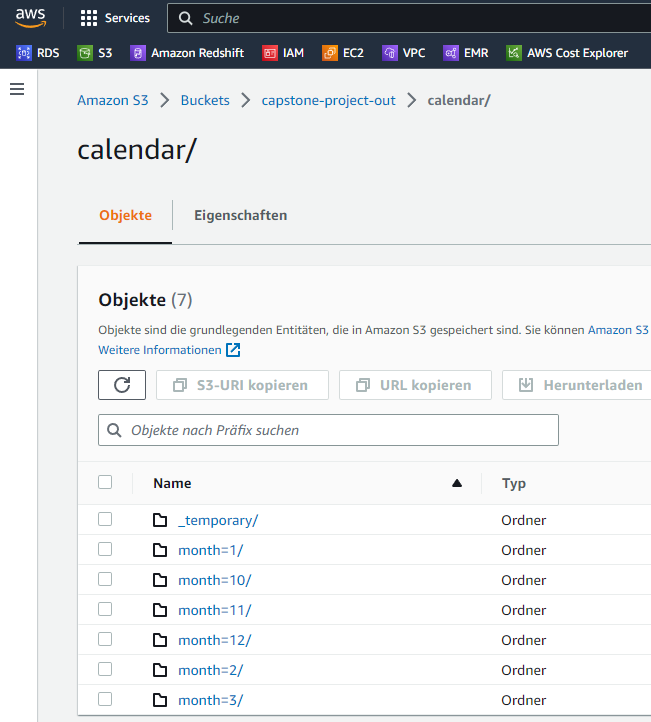 aws Services Suche
RDS S3 Amazon Redshift IAM EC2 VPC EMR AWS Cost Explorer
Amazon S3 > Buckets > capstone-project-out > calendar/
calendar/
Objekte Eigenschaften
Objekte (7)
Objekte sind die grundlegenden Entitäten, die in Amazon S3 gespeichert sind. Sie können Amazon S3
Weitere Informationen
S3-URI kopieren URL kopieren Herunterladen
Objekte nach Präfix suchen
Name Typ
_temporary/ Ordner
month=1/ Ordner
month=10/ Ordner
month=11/ Ordner
month=12/ Ordner
month=2/ Ordner
month=3/ Ordner